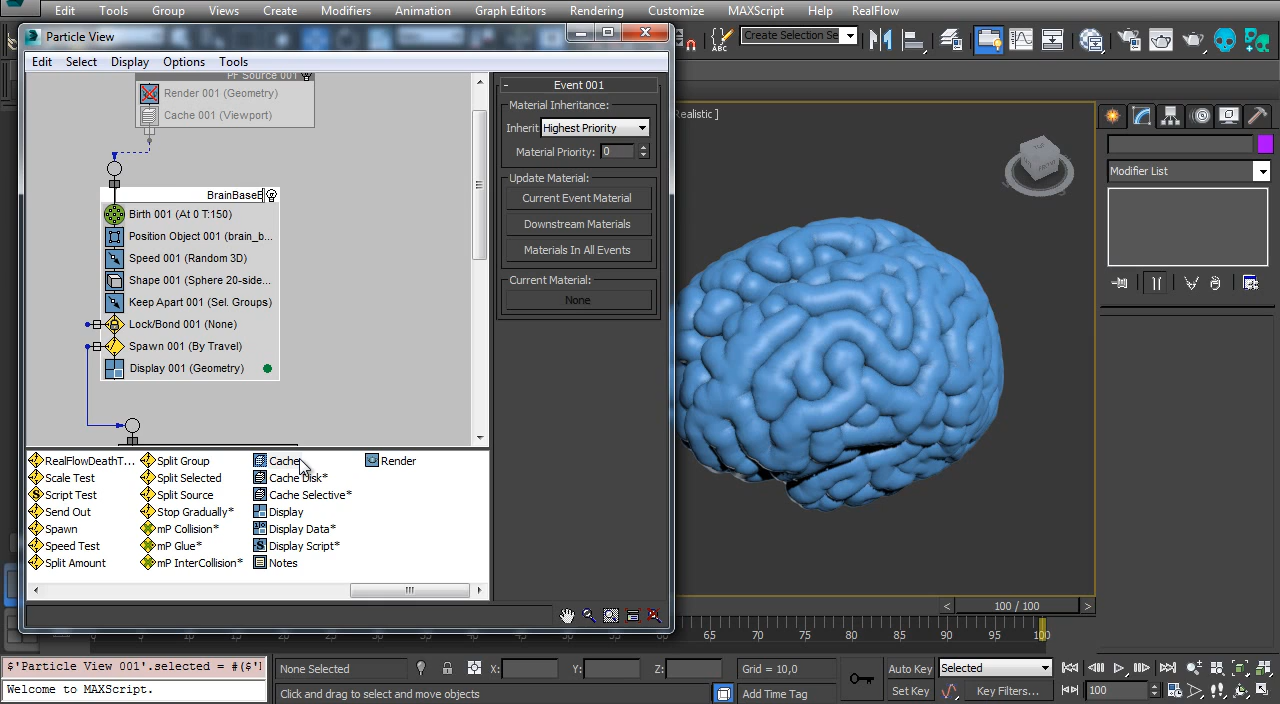 Edit Tools Group Views Create Modifiers Animation Graph Editors Rendering Customize MAXScript Help RealFlow
Particle View
Create Selection Se
Edit Select Display Options Tools
PF Source 001
Render 001 (Geometry)
Cache 001 (Viewport)
BrainBaseE
Birth 001 (At 0 T:150)
Position Object 001 (brain_b...
Speed 001 (Random 3D)
Shape 001 (Sphere 20-side...
Keep Apart 001 (Sel. Groups)
Lock/Bond 001 (None)
Spawn 001 (By Travel)
Display 001 (Geometry)
- Event 001
Material Inheritance:
Inherit Highest Priority
Material Priority: 0
Update Material:
Current Event Material
Downstream Materials
Materials In All Events
Current Material:
None
Realistic ]
Modifier List
RealFlowDeathT... Split Group Cache Render
Scale Test Split Selected Cache Disk*
Script Test Split Source Cache Selective*
Send Out Stop Gradually* Display
Spawn mP Collision* Display Data*
Speed Test mP Glue* Display Script*
Split Amount mP InterCollision* Notes
< 100 / 100 >
65 70 75 80 85 90 95 100
$'Particle View 001'.selected = #($'
Welcome to MAXScript.
None Selected X: Y: Z: Grid = 10,0 Auto Key Selected
Click and drag to select and move objects Add Time Tag Set Key Key Filters... 100